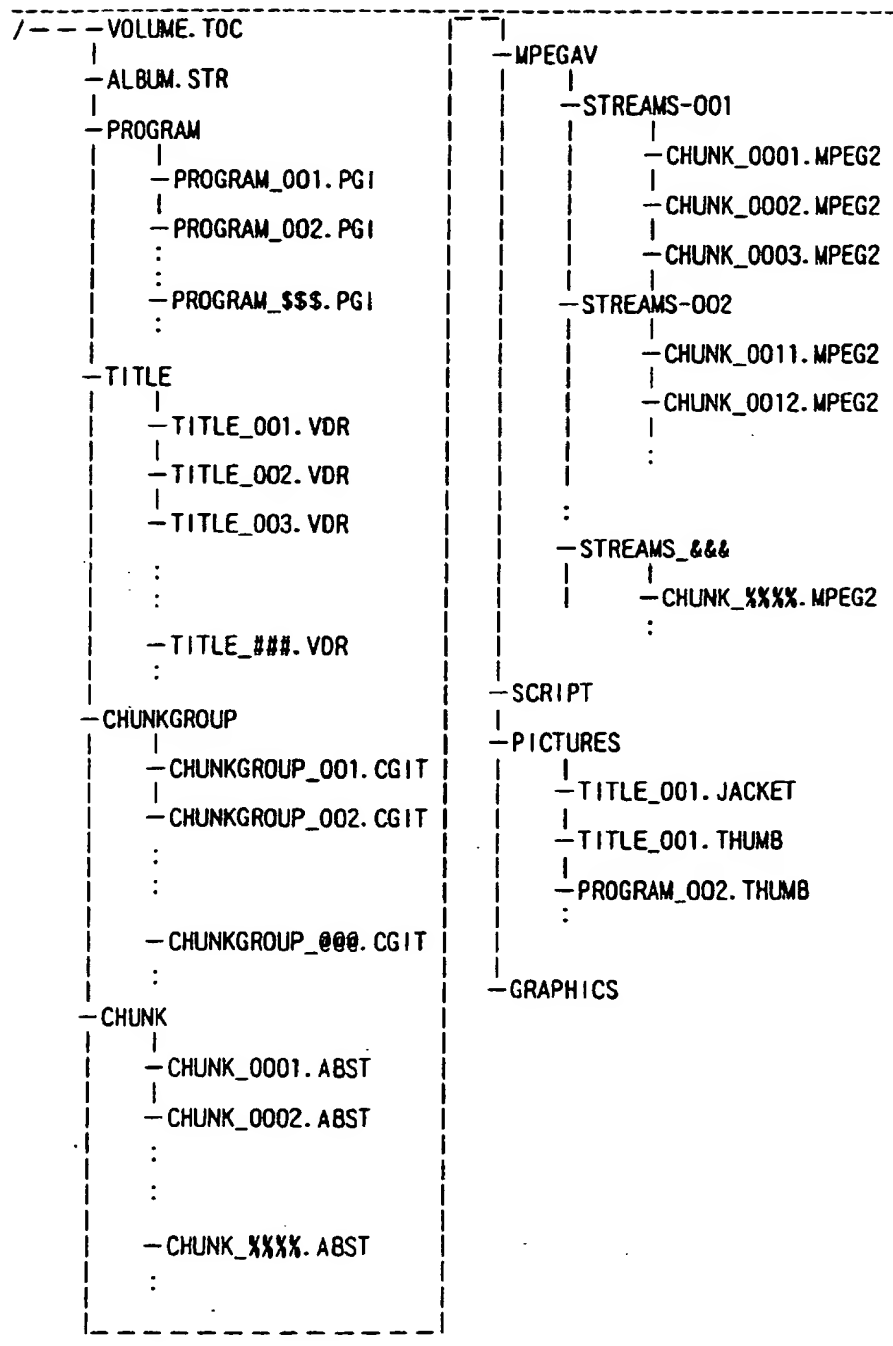 /VOLUME.TOC
ALBUM.STR
PROGRAM
PROGRAM_001.PGI
PROGRAM_002.PGI
PROGRAM_$$$.PGI
TITLE
TITLE_001.VDR
TITLE_002.VDR
TITLE_003.VDR
TITLE_###.VDR
CHUNKGROUP
CHUNKGROUP_001.CGIT
CHUNKGROUP_002.CGIT
CHUNKGROUP_@@@.CGIT
CHUNK
CHUNK_0001.ABST
CHUNK_0002.ABST
CHUNK_%%%%.ABST
MPEGAV
STREAMS-001
CHUNK_0001.MPEG2
CHUNK_0002.MPEG2
CHUNK_0003.MPEG2
STREAMS-002
CHUNK_0011.MPEG2
CHUNK_0012.MPEG2
STREAMS_&&&
CHUNK_%%%%.MPEG2
SCRIPT
PICTURES
TITLE_001.JACKET
TITLE_001.THUMB
PROGRAM_002.THUMB
GRAPHICS